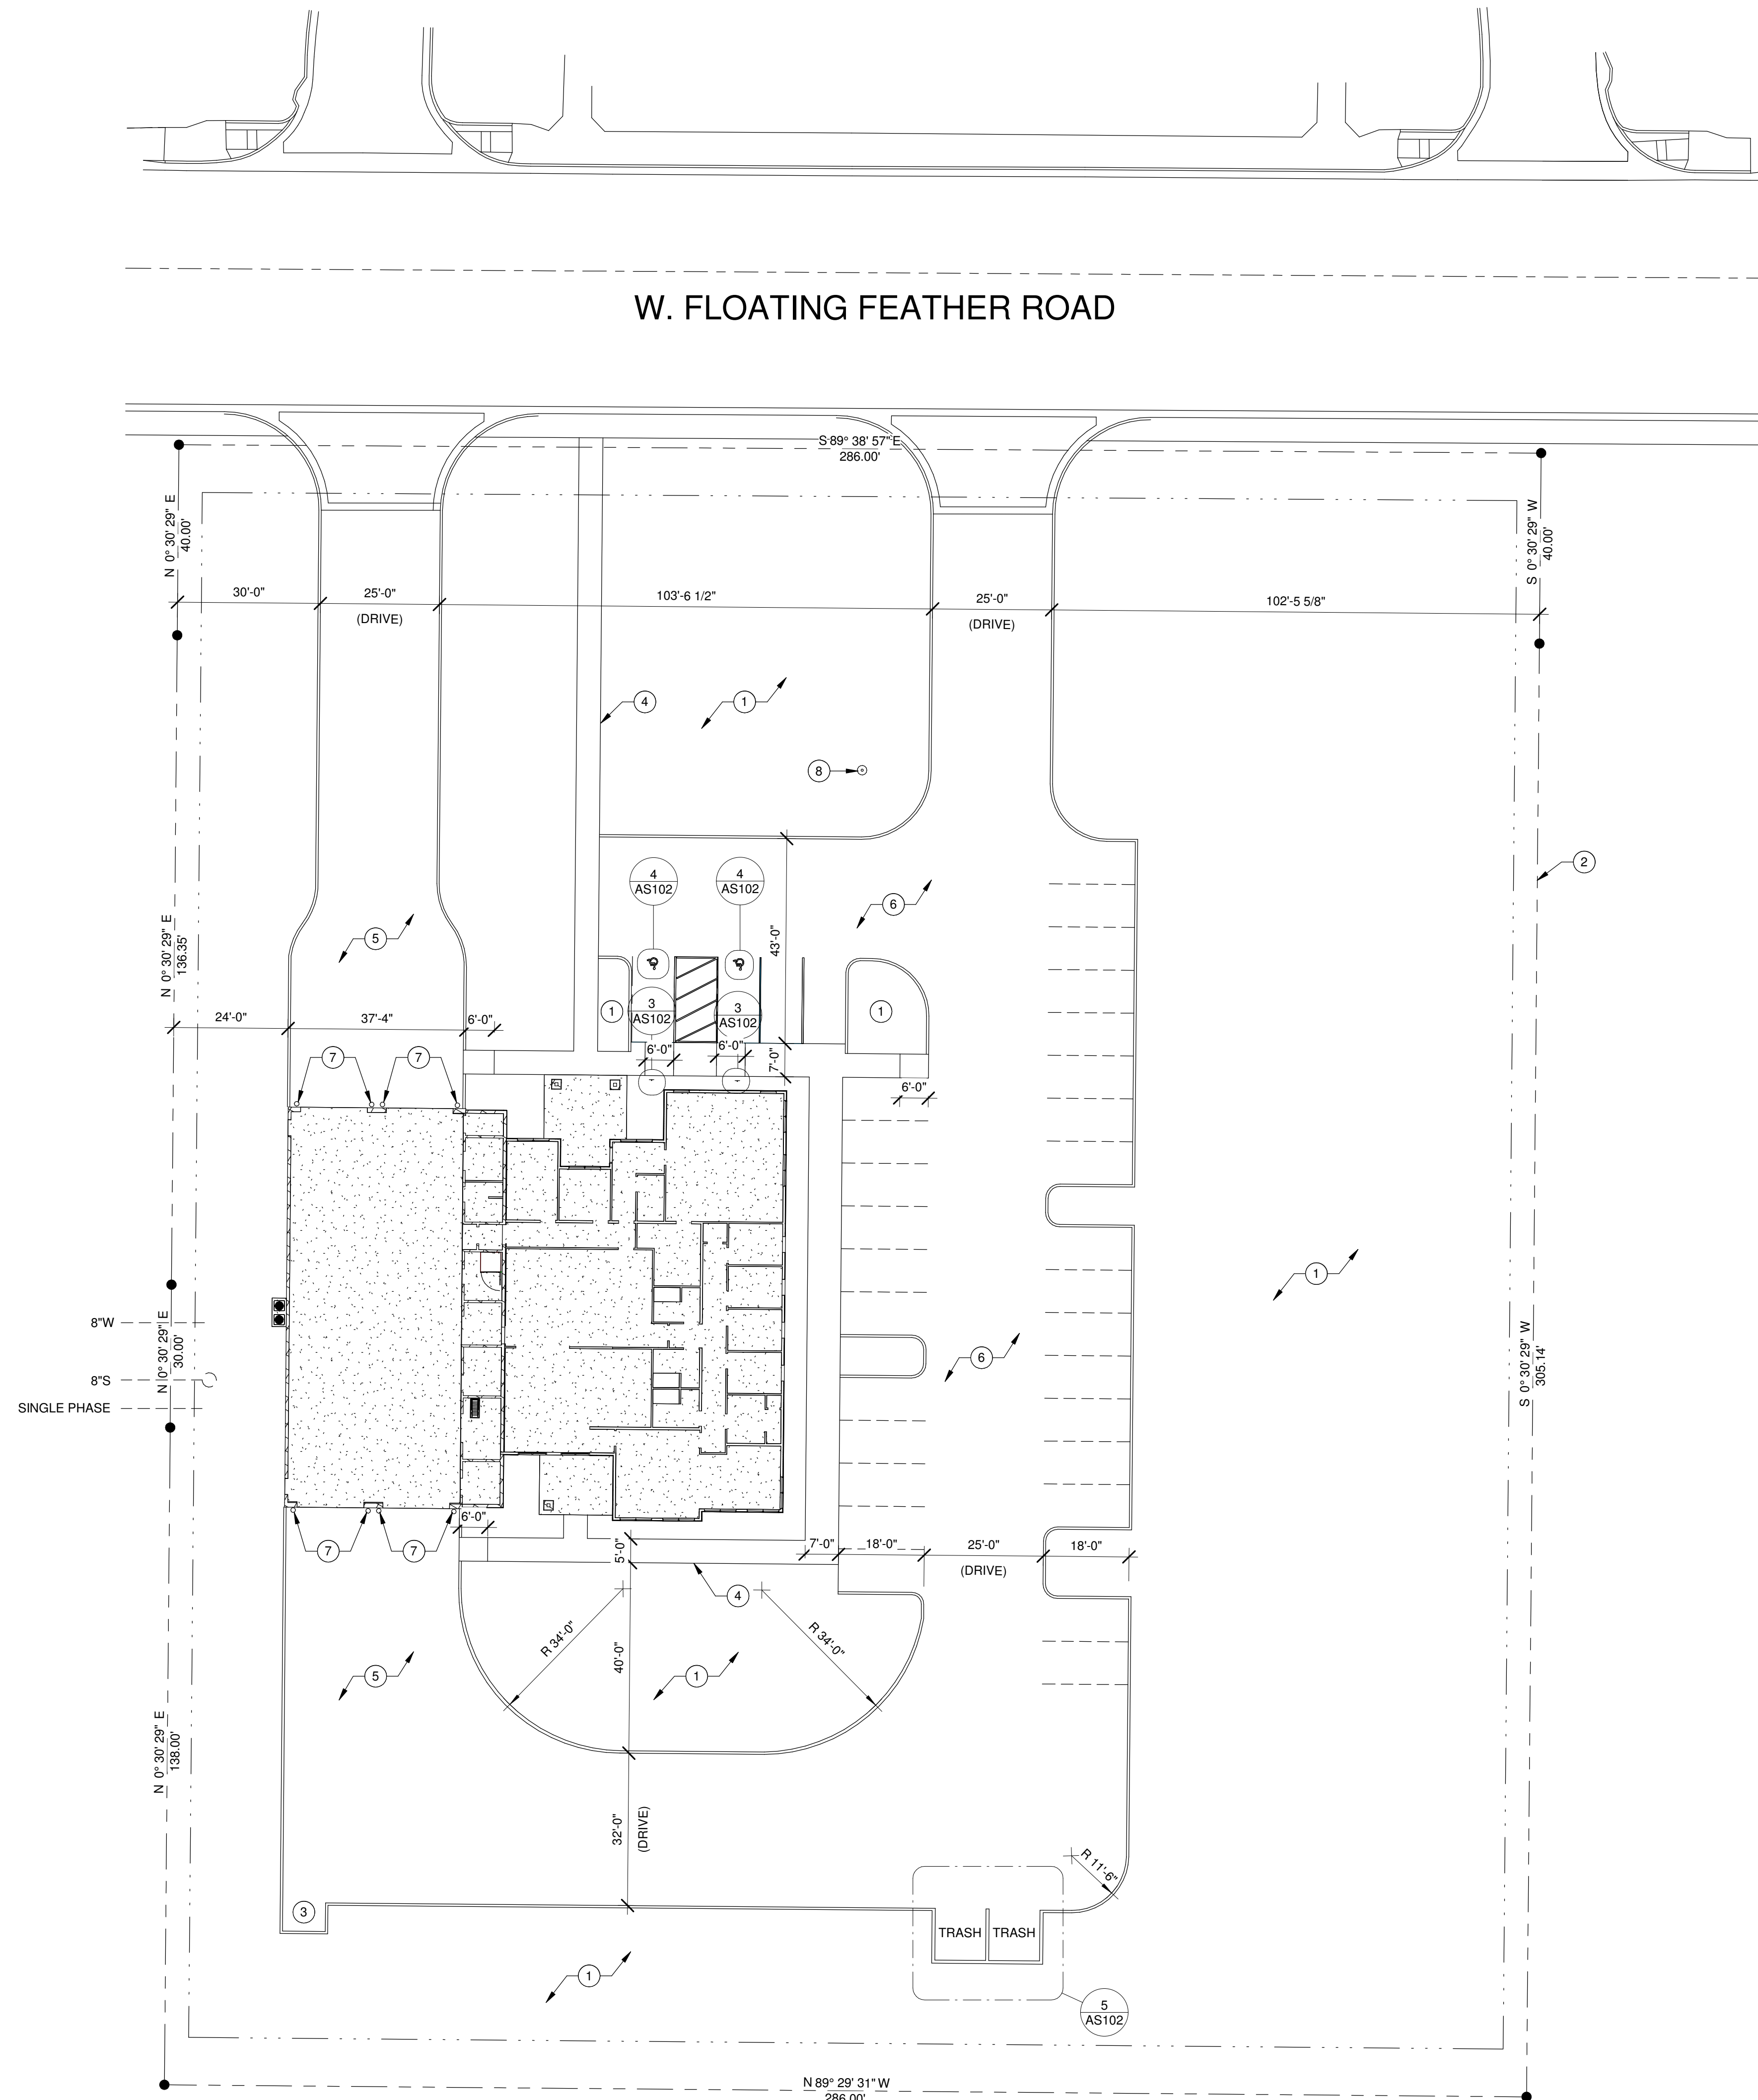 W. FLOATING FEATHER ROAD
S 89° 38' 57" E
286.00'
N 0° 30' 29" E
40.00'
S 0° 30' 29" W
40.00'
30'-0"
25'-0"
(DRIVE)
103'-6 1/2"
25'-0"
(DRIVE)
102'-5 5/8"
4
1
8
2
4
AS102
4
AS102
6
5
43'-0"
N 0° 30' 29" E
136.35'
1
3
AS102
3
AS102
1
24'-0"
37'-4"
6'-0"
6'-0"
6'-0"
7'-0"
7
7
6'-0"
1
8"W
N 0° 30' 29" E
30.00'
6
8"S
SINGLE PHASE
S 0° 30' 29" W
305.14'
6'-0"
7
7
5'-0"
7'-0"
18'-0"
25'-0"
(DRIVE)
18'-0"
4
R 34'-0"
40'-0"
R 34'-0"
5
1
N 0° 30' 29" E
138.00'
32'-0"
(DRIVE)
R 11'-6"
3
TRASH
TRASH
1
5
AS102
N 89° 29' 31" W
286.00'